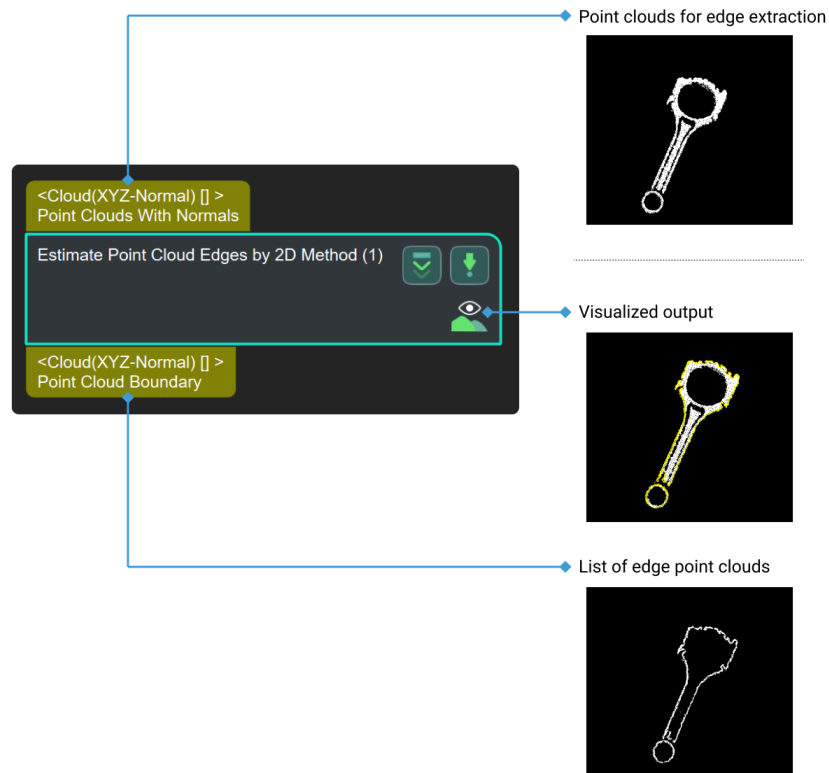 Point clouds for edge extraction
<Cloud(XYZ-Normal) [] >
Point Clouds With Normals
Estimate Point Cloud Edges by 2D Method (1)
Visualized output
<Cloud(XYZ-Normal) [] >
Point Cloud Boundary
List of edge point clouds